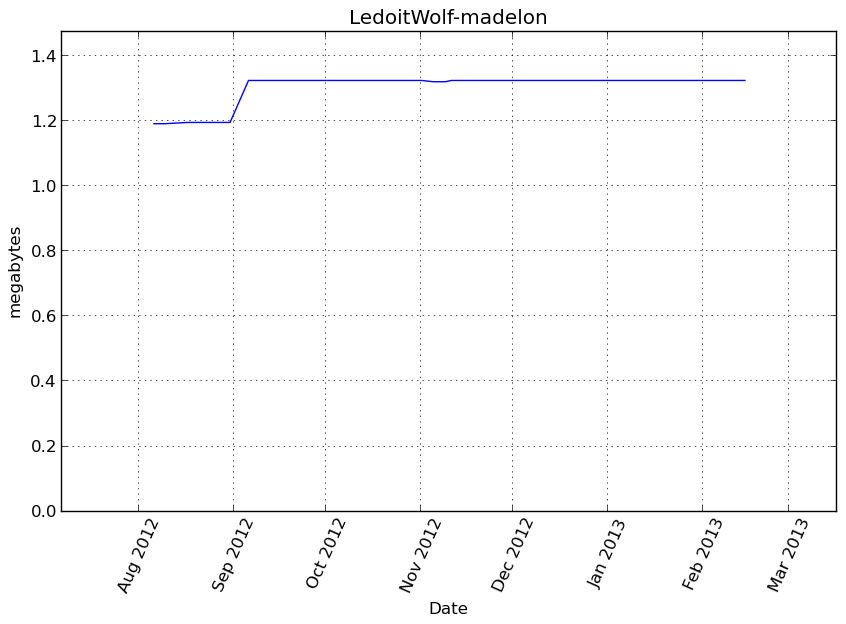 LedoitWolf-madelon
megabytes
1.4
1.2
1.0
0.8
0.6
0.4
0.2
0.0
Aug 2012
Sep 2012
Oct 2012
Nov 2012
Dec 2012
Jan 2013
Feb 2013
Mar 2013
Date